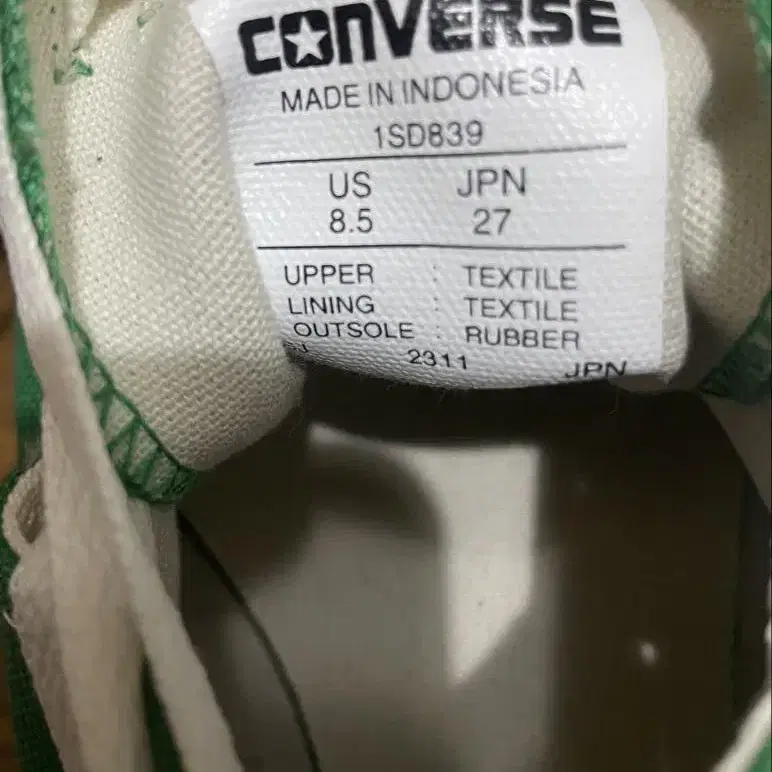 CONVERSE
MADE IN INDONESIA
1SD839
US JPN
8.5 27
UPPER : TEXTILE
LINING : TEXTILE
OUTSOLE : RUBBER
2311 JPN